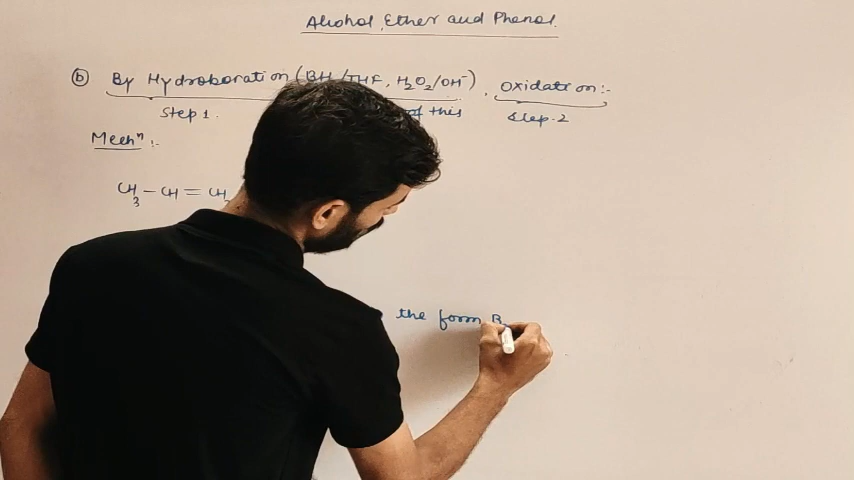 Alcohol, Ether and Phenol.
ⓑ By Hydroboration (BH /THF, H₂O₂/OH⁻), Oxidation:-
Step 1. of this Step-2
Mechⁿ :-
CH₃ – CH = CH
the form B